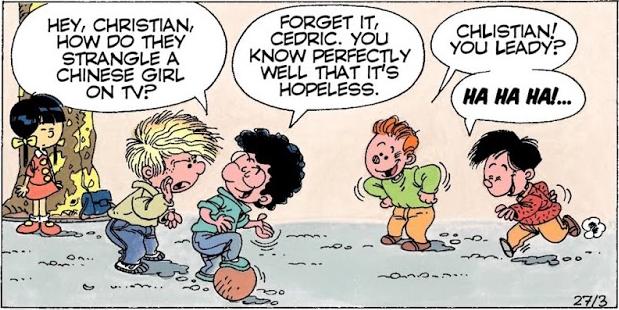 HEY, CHRISTIAN,
HOW DO THEY
STRANGLE A
CHINESE GIRL
ON TV?
FORGET IT,
CEDRIC. YOU
KNOW PERFECTLY
WELL THAT IT'S
HOPELESS.
CHLISTIAN!
YOU LEADY?
HA HA HA!...
27/3